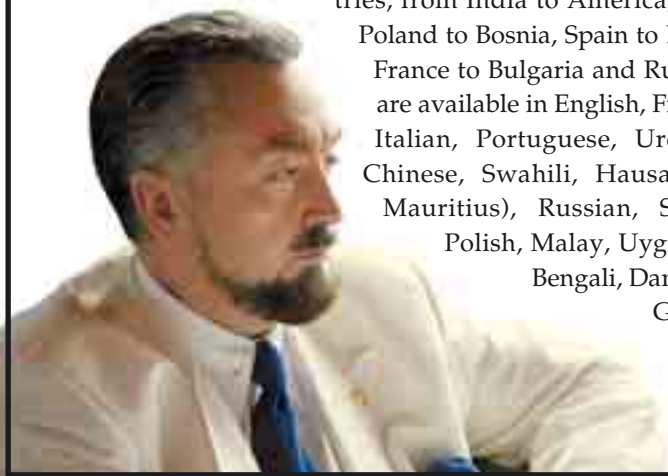 from India to America,
Poland to Bosnia, Spain to
France to Bulgaria and
are available in English,
Italian, Portuguese,
Chinese, Swahili, Hausa
Mauritius), Russian,
Polish, Malay,
Bengali,